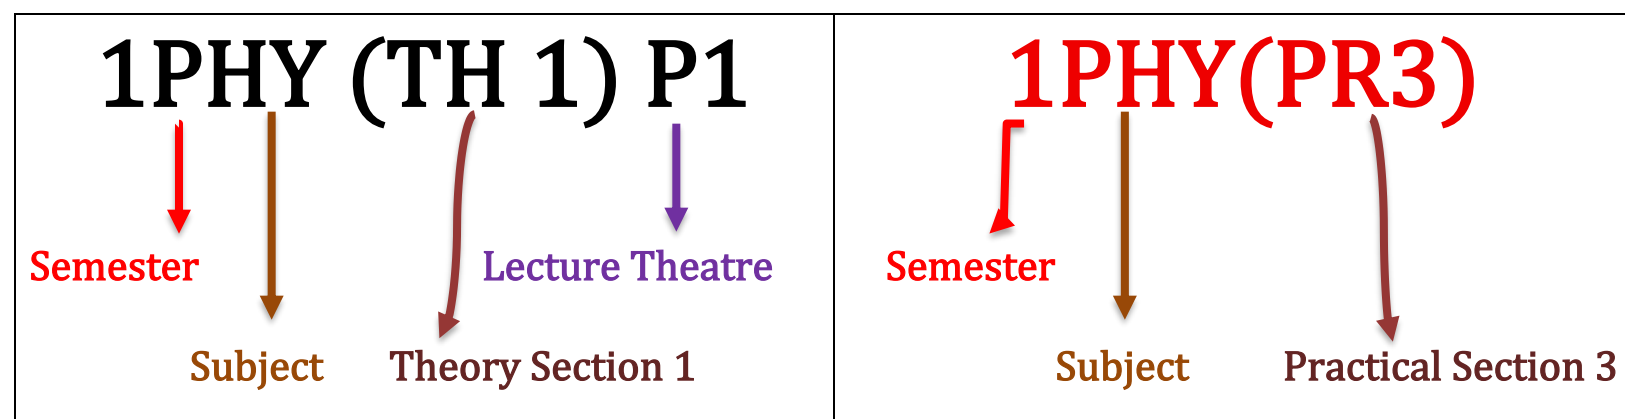 1PHY (TH 1) P1
Semester
Lecture Theatre
Subject
Theory Section 1
1PHY(PR3)
Semester
Subject
Practical Section 3